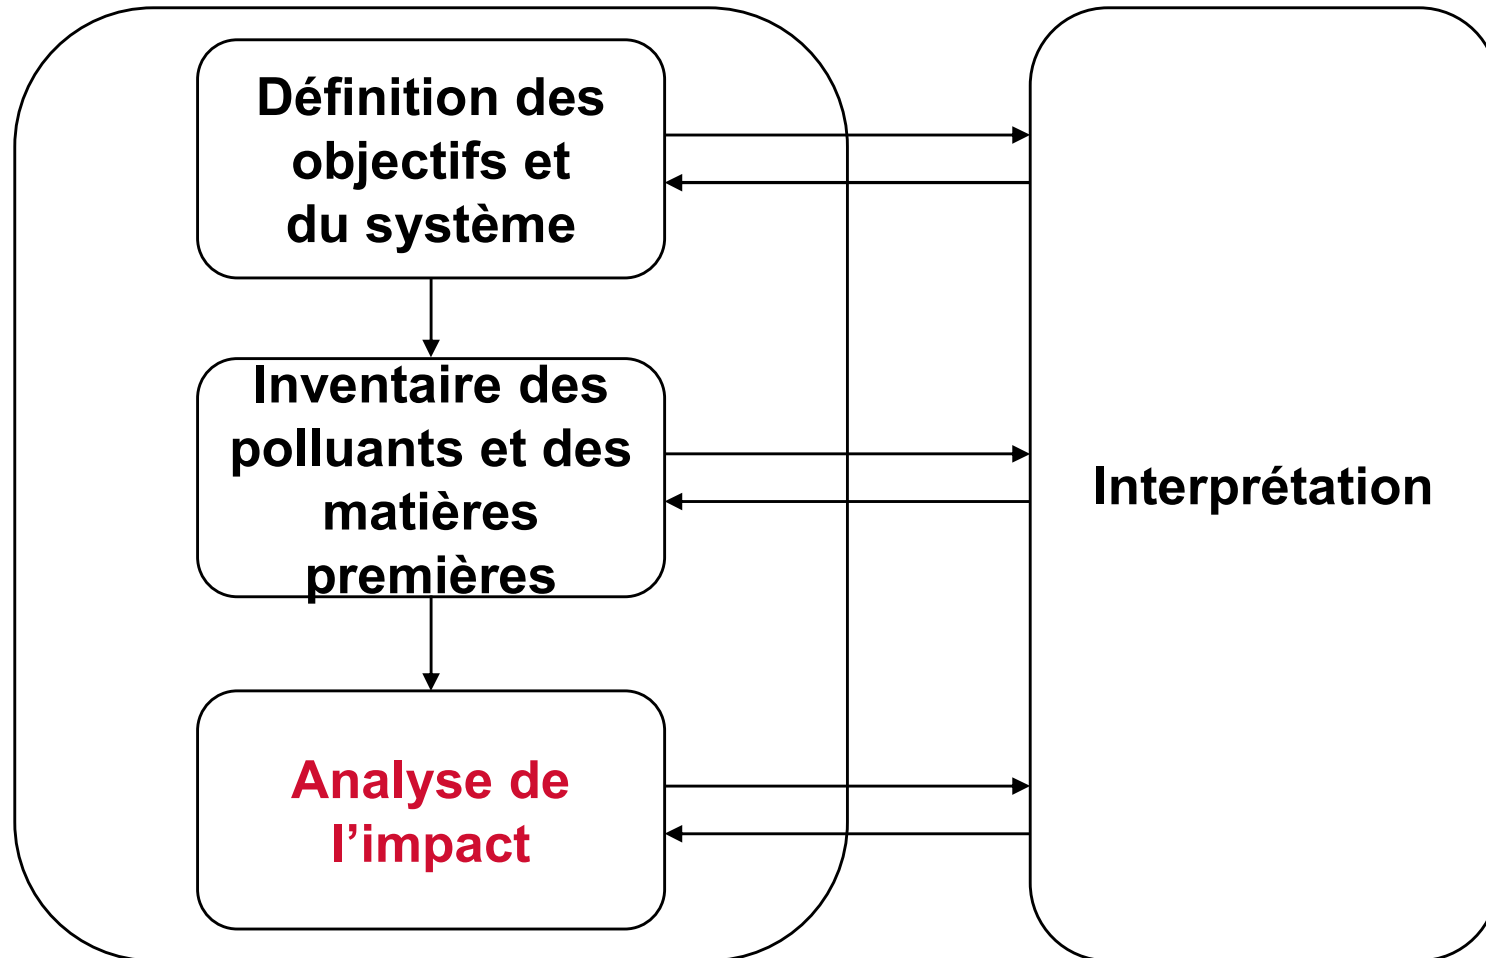 Définition des
objectifs et
du système
Inventaire des
polluants et des
matières
premières
Analyse de
l’impact
Interprétation